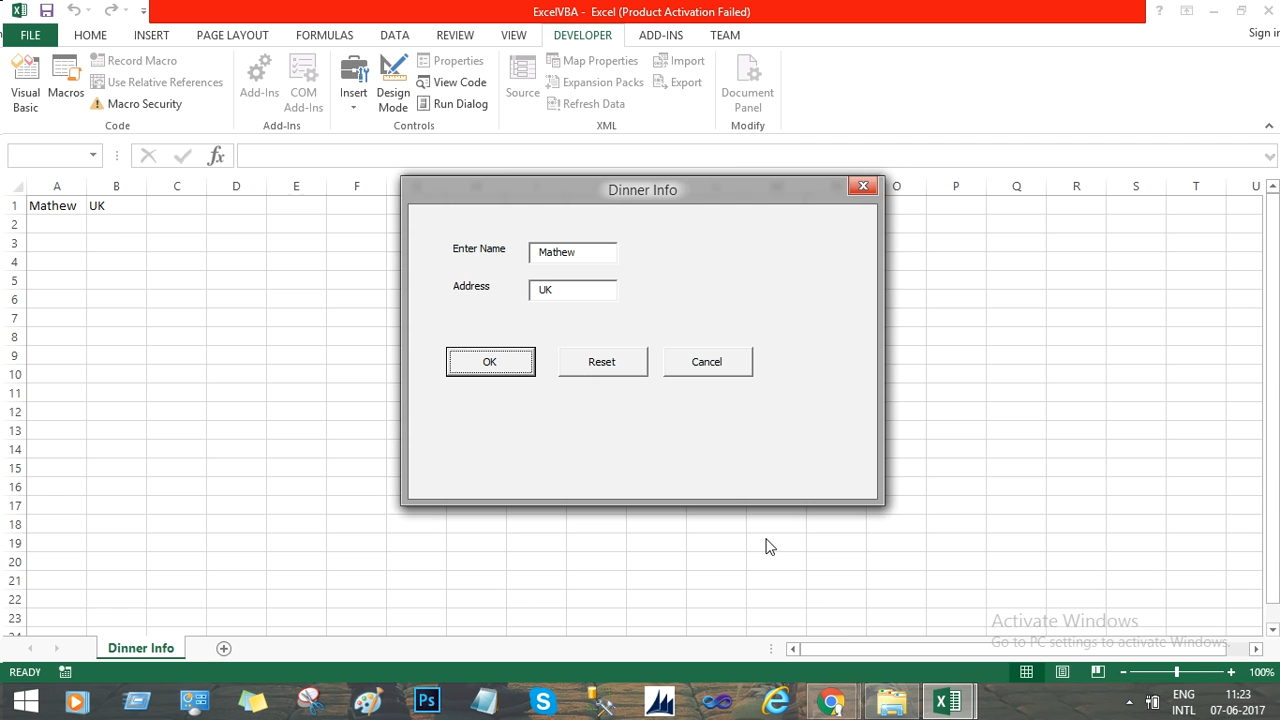 ExcelVBA - Excel (Product Activation Failed)
?
FILE HOME INSERT PAGE LAYOUT FORMULAS DATA REVIEW VIEW DEVELOPER ADD-INS TEAM Sign in
Visual Basic
Macros
Record Macro
Use Relative References
Macro Security
Code
Add-Ins
COM Add-Ins
Add-Ins
Insert
Design Mode
Properties
View Code
Run Dialog
Controls
Source
Map Properties
Expansion Packs
Refresh Data
Import
Export
XML
Document Panel
Modify
fx
A B C D E F O P Q R S T U
1 Mathew UK
2
3
4
5
6
7
8
9
10
11
12
13
14
15
16
17
18
19
20
21
22
23
24
Dinner Info
Enter Name Mathew
Address UK
OK Reset Cancel
Activate Windows
Go to PC settings to activate Windows.
Dinner Info
READY 100%
Ps
ENG 11:23
INTL 07-06-2017